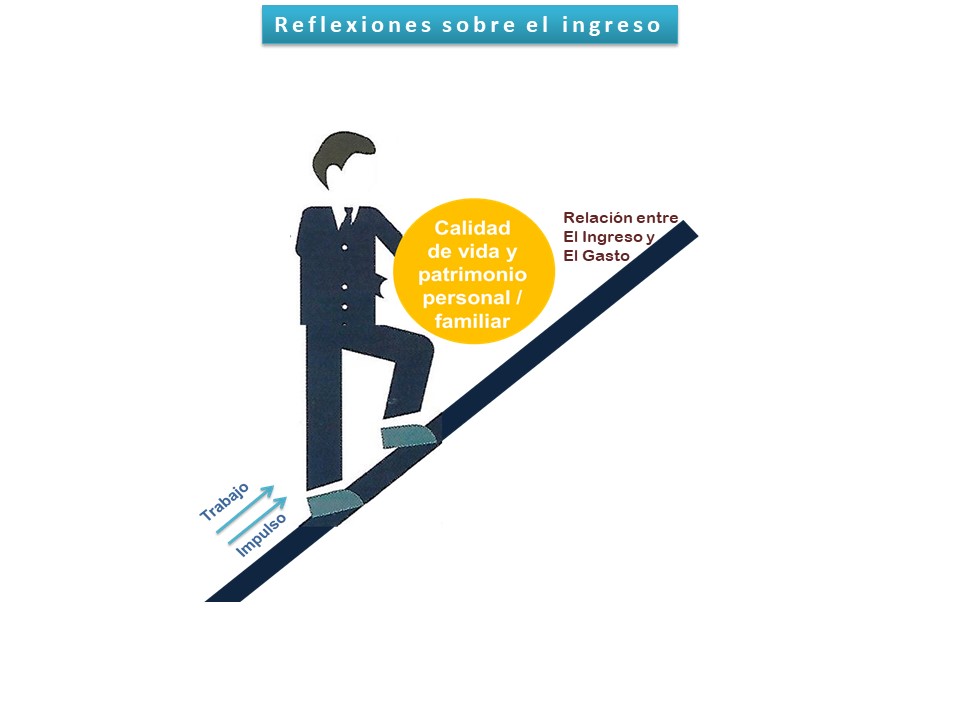 Reflexiones sobre el ingreso
Calidad
de vida y
patrimonio
personal /
familiar
Relación entre
El Ingreso y
El Gasto
Trabajo
Impulso